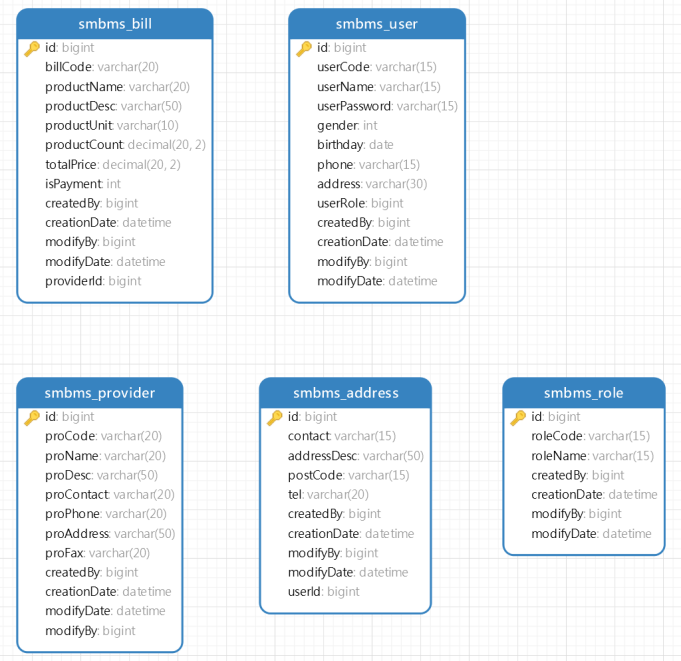 smbms_bill
id: bigint
billCode: varchar(20)
productName: varchar(20)
productDesc: varchar(50)
productUnit: varchar(10)
productCount: decimal(20, 2)
totalPrice: decimal(20, 2)
isPayment: int
createdBy: bigint
creationDate: datetime
modifyBy: bigint
modifyDate: datetime
providerId: bigint
smbms_user
id: bigint
userCode: varchar(15)
userName: varchar(15)
userPassword: varchar(15)
gender: int
birthday: date
phone: varchar(15)
address: varchar(30)
userRole: bigint
createdBy: bigint
creationDate: datetime
modifyBy: bigint
modifyDate: datetime
smbms_provider
id: bigint
proCode: varchar(20)
proName: varchar(20)
proDesc: varchar(50)
proContact: varchar(20)
proPhone: varchar(20)
proAddress: varchar(50)
proFax: varchar(20)
createdBy: bigint
creationDate: datetime
modifyDate: datetime
modifyBy: bigint
smbms_address
id: bigint
contact: varchar(15)
addressDesc: varchar(50)
postCode: varchar(15)
tel: varchar(20)
createdBy: bigint
creationDate: datetime
modifyBy: bigint
modifyDate: datetime
userId: bigint
smbms_role
id: bigint
roleCode: varchar(15)
roleName: varchar(15)
createdBy: bigint
creationDate: datetime
modifyBy: bigint
modifyDate: datetime